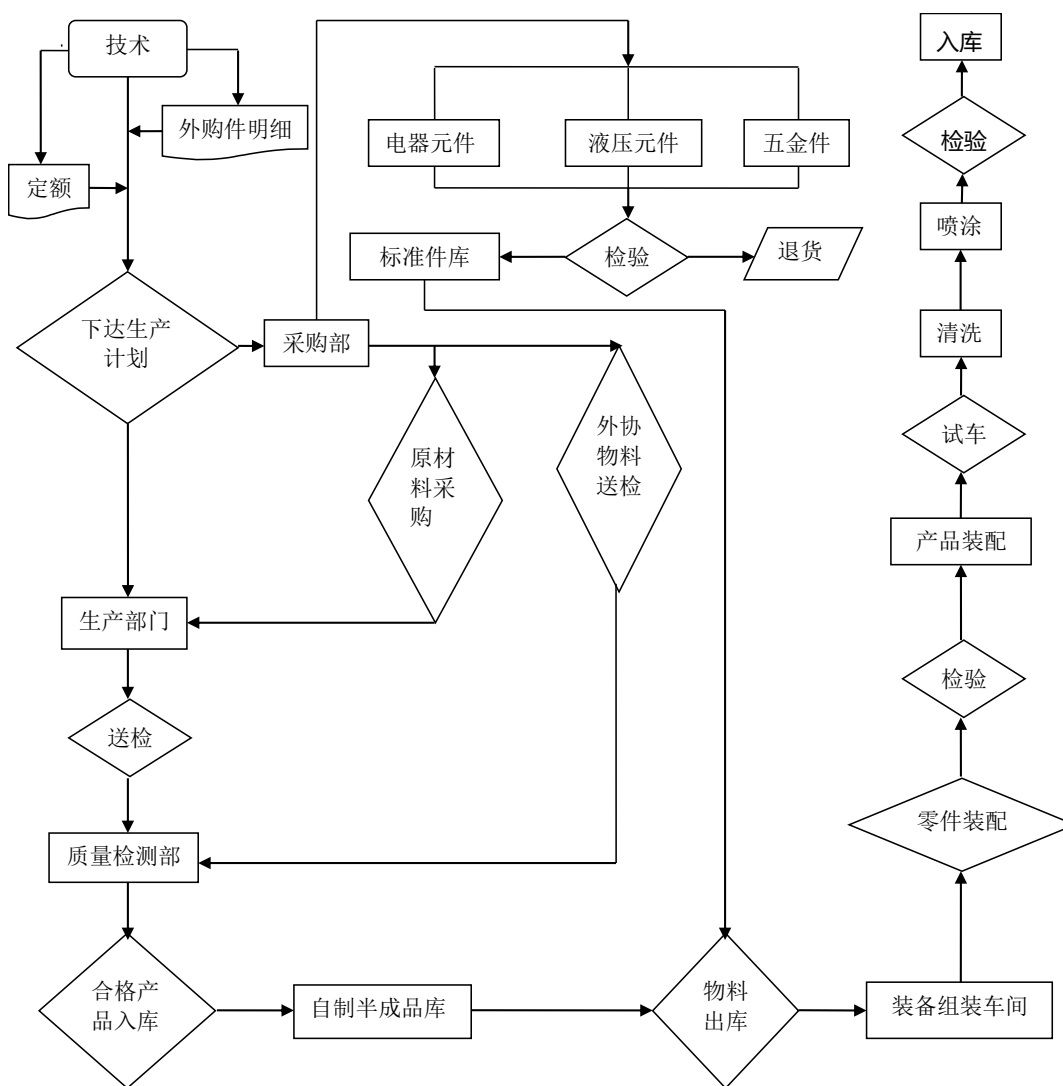 技术
入库
外购件明细
电器元件
液压元件
五金件
检验
定额
喷涂
标准件库
检验
退货
下达生产
计划
采购部
清洗
外协
物料
送检
试车
原材
料采
购
产品装配
生产部门
检验
送检
零件装配
质量检测部
合格产
品入库
自制半成品库
物料
出库
装备组装车间